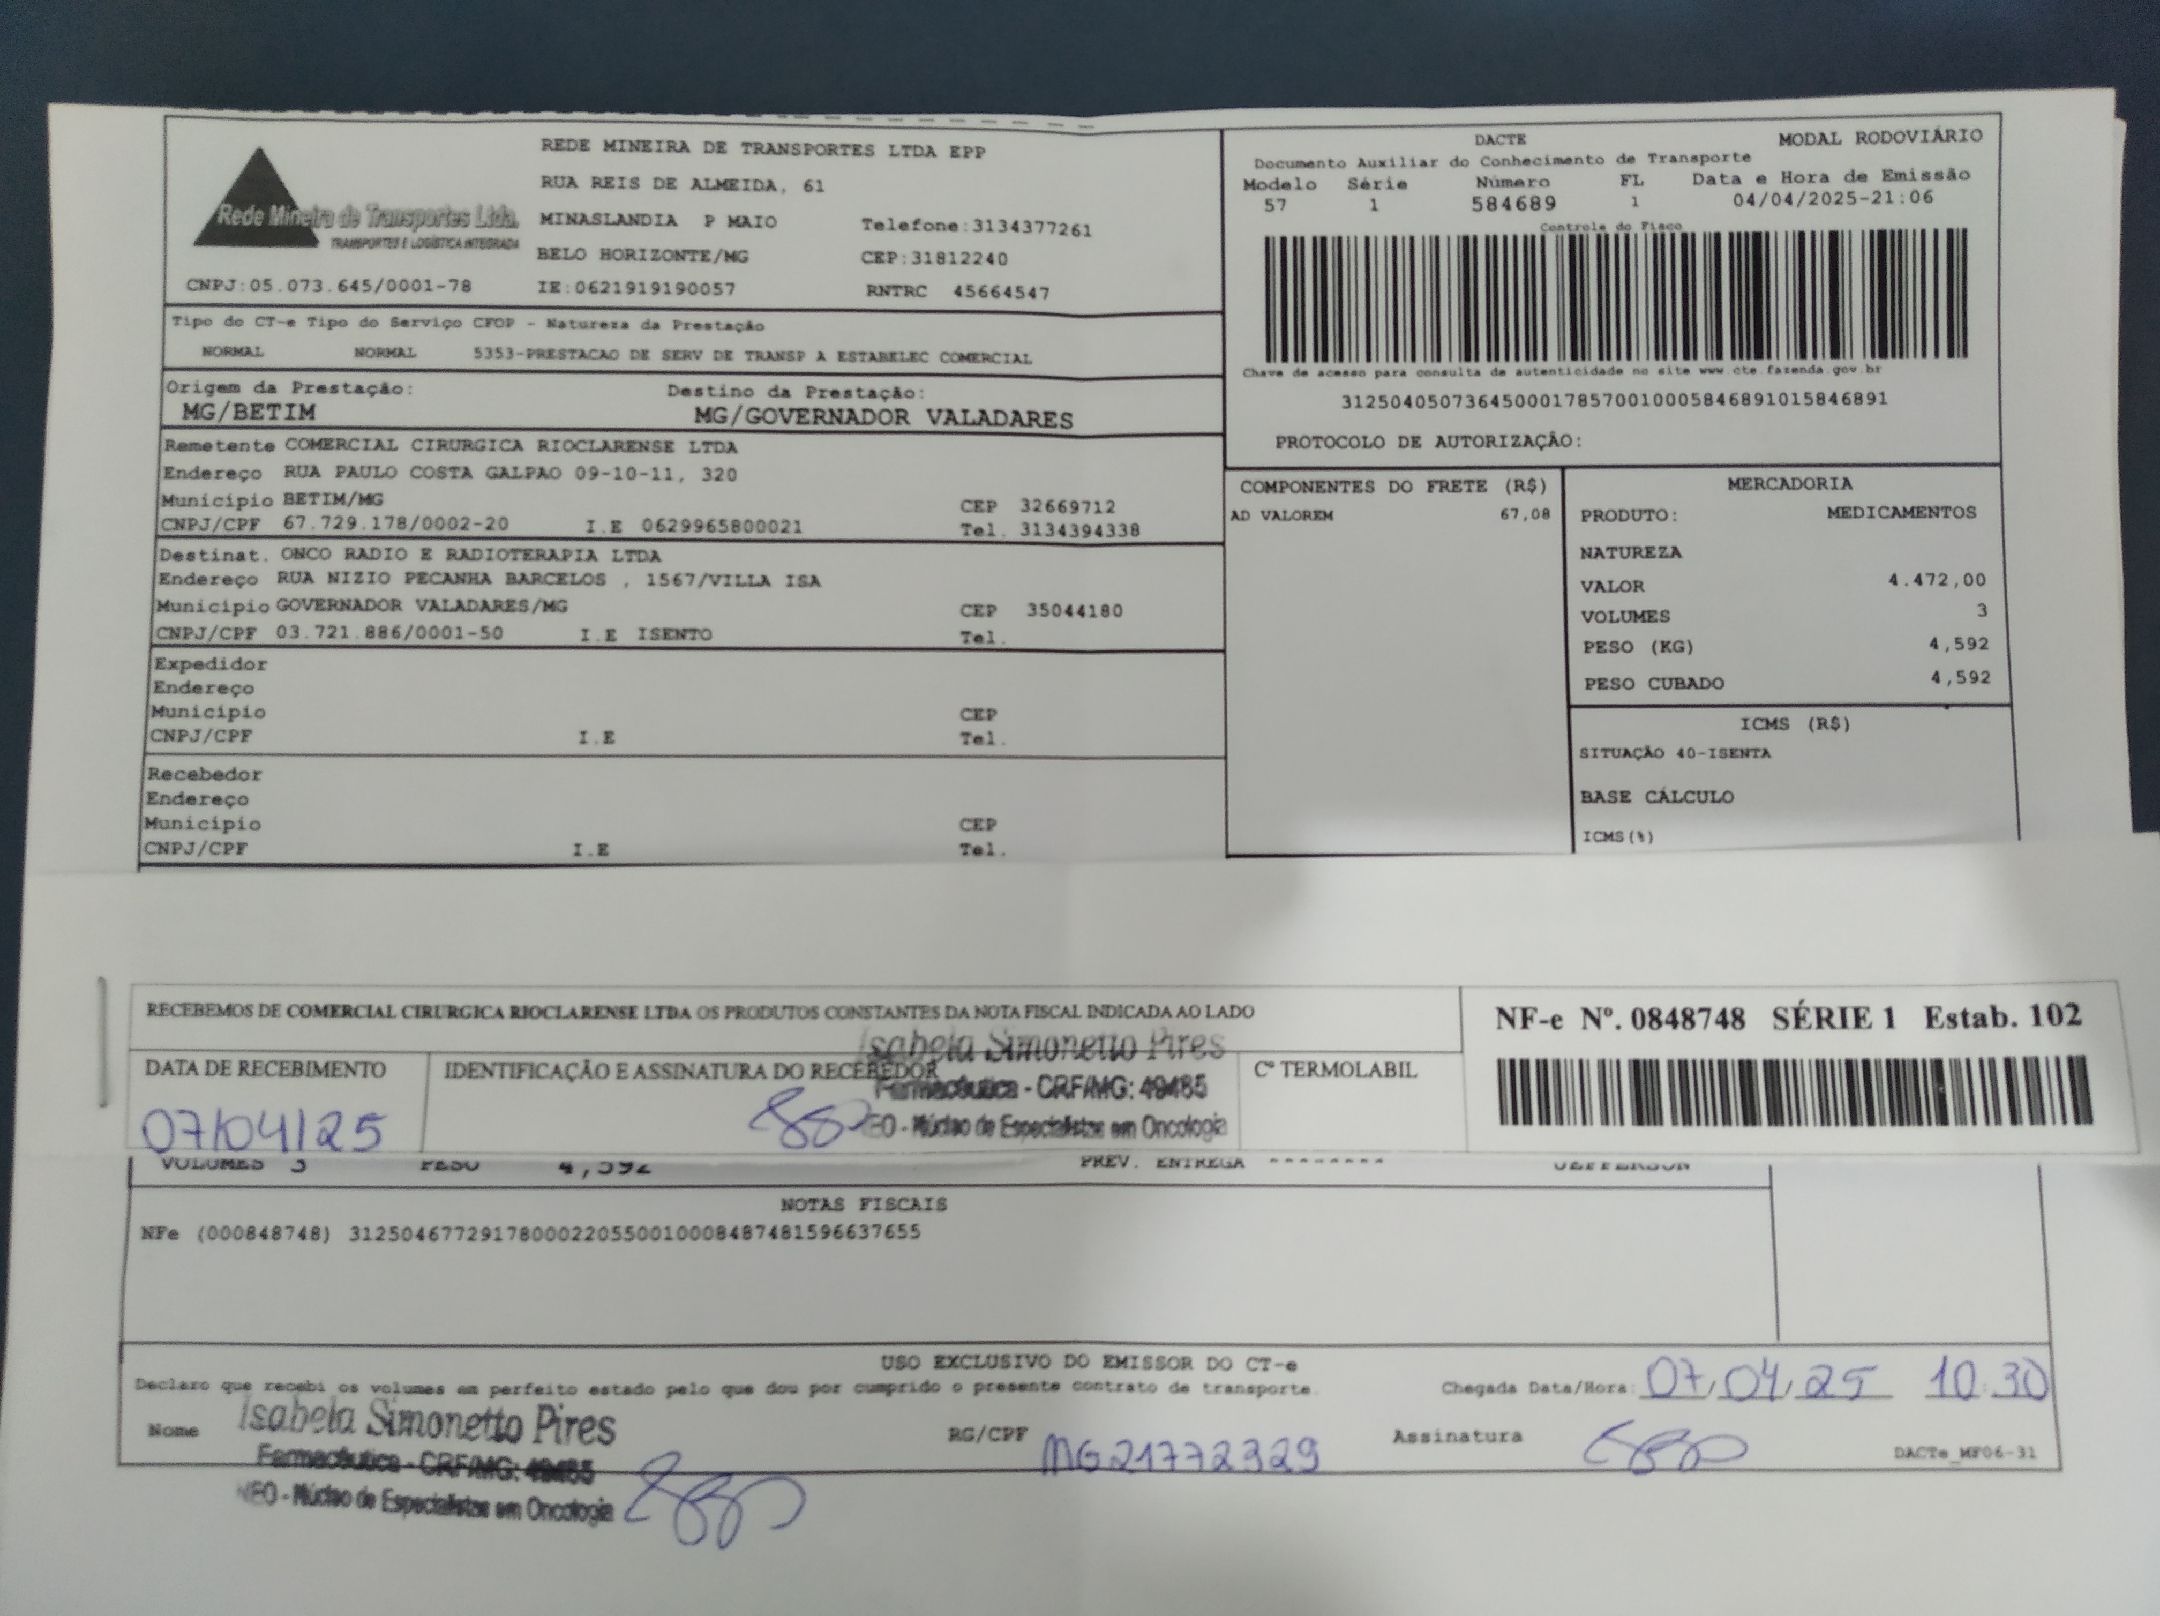 REDE MINEIRA DE TRANSPORTES LTDA EPP
RUA REIS DE ALMEIDA, 61
Rede Mineira de Transportes Ltda.
TRANSPORTES E LOGÍSTICA INTEGRADA
MINASLANDIA P MAIO Telefone:3134377261
BELO HORIZONTE/MG CEP:31812240
CNPJ:05.073.645/0001-78 IE:0621919190057 RNTRC 45664547
DACTE MODAL RODOVIÁRIO
Documento Auxiliar do Conhecimento de Transporte
Modelo Série Número FL Data e Hora de Emissão
57 1 584689 1 04/04/2025-21:06
Controle do Fisco
Chave de acesso para consulta de autenticidade no site www.cte.fazenda.gov.br
31250405073645000178570010005846891015846891
PROTOCOLO DE AUTORIZAÇÃO:
Tipo do CT-e Tipo do Serviço CFOP - Natureza da Prestação
NORMAL NORMAL 5353-PRESTACAO DE SERV DE TRANSP A ESTABELEC COMERCIAL
Origem da Prestação: Destino da Prestação:
MG/BETIM MG/GOVERNADOR VALADARES
Remetente COMERCIAL CIRURGICA RIOCLARENSE LTDA
Endereço RUA PAULO COSTA GALPAO 09-10-11, 320
Município BETIM/MG CEP 32669712
CNPJ/CPF 67.729.178/0002-20 I.E 0629965800021 Tel. 3134394338
Destinat. ONCO RADIO E RADIOTERAPIA LTDA
Endereço RUA NIZIO PECANHA BARCELOS , 1567/VILLA ISA
Município GOVERNADOR VALADARES/MG CEP 35044180
CNPJ/CPF 03.721.886/0001-50 I.E ISENTO Tel.
Expedidor
Endereço
Município CEP
CNPJ/CPF I.E Tel.
Recebedor
Endereço
Município CEP
CNPJ/CPF I.E Tel.
COMPONENTES DO FRETE (R$)
AD VALOREM 67,08
MERCADORIA
PRODUTO: MEDICAMENTOS
NATUREZA
VALOR 4.472,00
VOLUMES 3
PESO (KG) 4,592
PESO CUBADO 4,592
ICMS (R$)
SITUAÇÃO 40-ISENTA
BASE CÁLCULO
ICMS(%)
RECEBEMOS DE COMERCIAL CIRURGICA RIOCLARENSE LTDA OS PRODUTOS CONSTANTES DA NOTA FISCAL INDICADA AO LADO
NF-e Nº. 0848748 SÉRIE 1 Estab. 102
DATA DE RECEBIMENTO IDENTIFICAÇÃO E ASSINATURA DO RECEBEDOR Cº TERMOLABIL
07/04/25
Isabela Simonetto Pires
Farmacêutica - CRF/MG: 49485
NEO - Núcleo de Especialistas em Oncologia
VOLUMES 3 PESO 4,592 PREV. ENTREGA JEFFERSON
NOTAS FISCAIS
NFe (000848748) 31250467729178000220550010008487481596637655
USO EXCLUSIVO DO EMISSOR DO CT-e
Declaro que recebi os volumes em perfeito estado pelo que dou por cumprido o presente contrato de transporte.
Chegada Data/Hora: 07/04/25 10:30
Nome Isabela Simonetto Pires
Farmacêutica - CRF/MG: 49485
NEO - Núcleo de Especialistas em Oncologia
RG/CPF MG21772329 Assinatura
DACTe_MF06-31